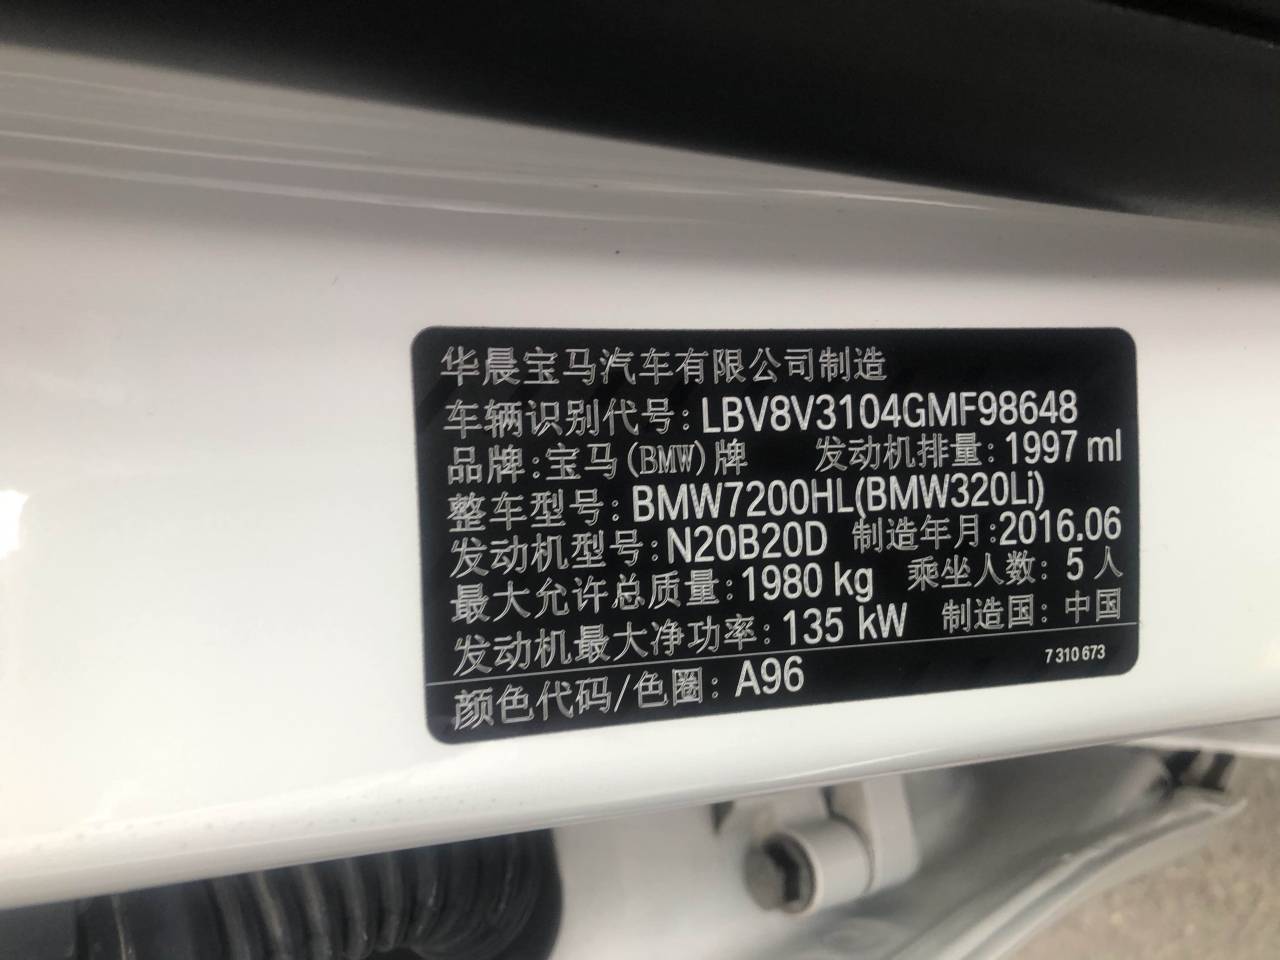 华晨宝马汽车有限公司制造
车辆识别代号: LBV8V3104GMF98648
品牌: 宝马(BMW)牌 发动机排量: 1997 ml
整车型号: BMW7200HL(BMW320Li)
发动机型号: N20B20D 制造年月: 2016.06
最大允许总质量: 1980 kg 乘坐人数: 5 人
发动机最大净功率: 135 kW 制造国: 中国
颜色代码/色圈: A96 7 310 673